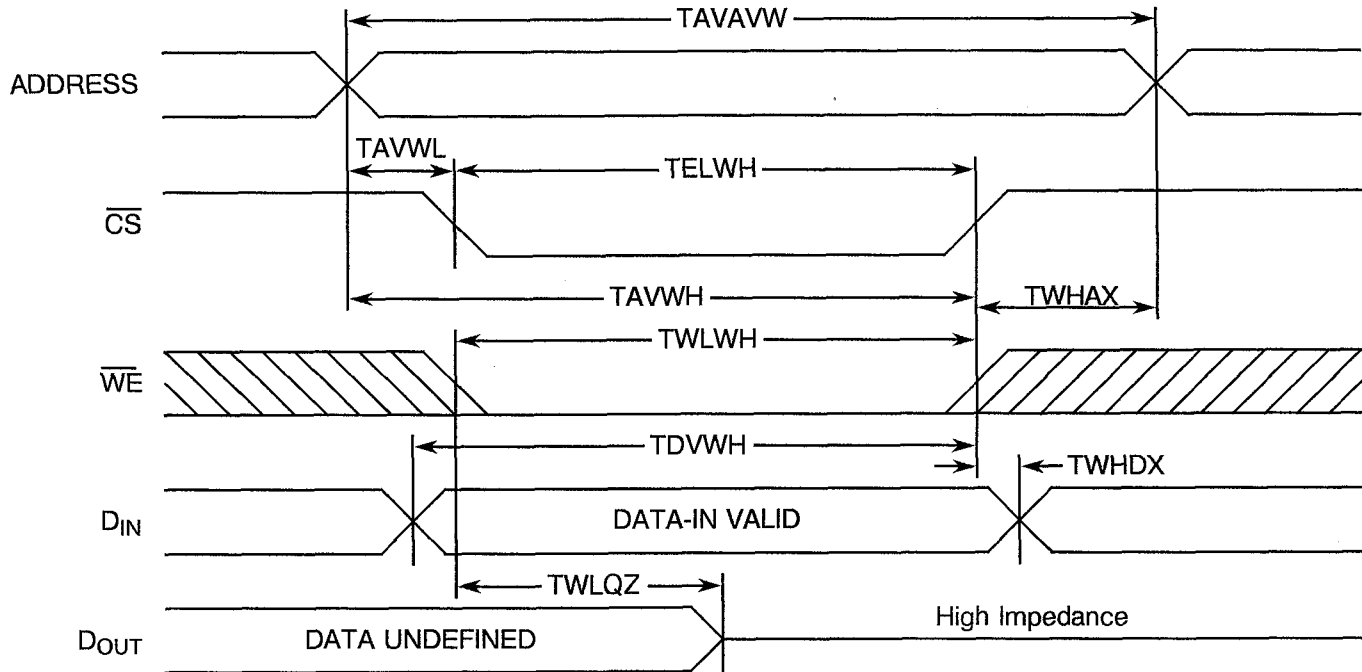 TAVAVW
ADDRESS
TAVWL
TELWH
CS
TAVWH
TWHAX
TWLWH
WE
TDVWH
TWHDX
DIN
DATA-IN VALID
TWLQZ
DOUT
DATA UNDEFINED
High Impedance